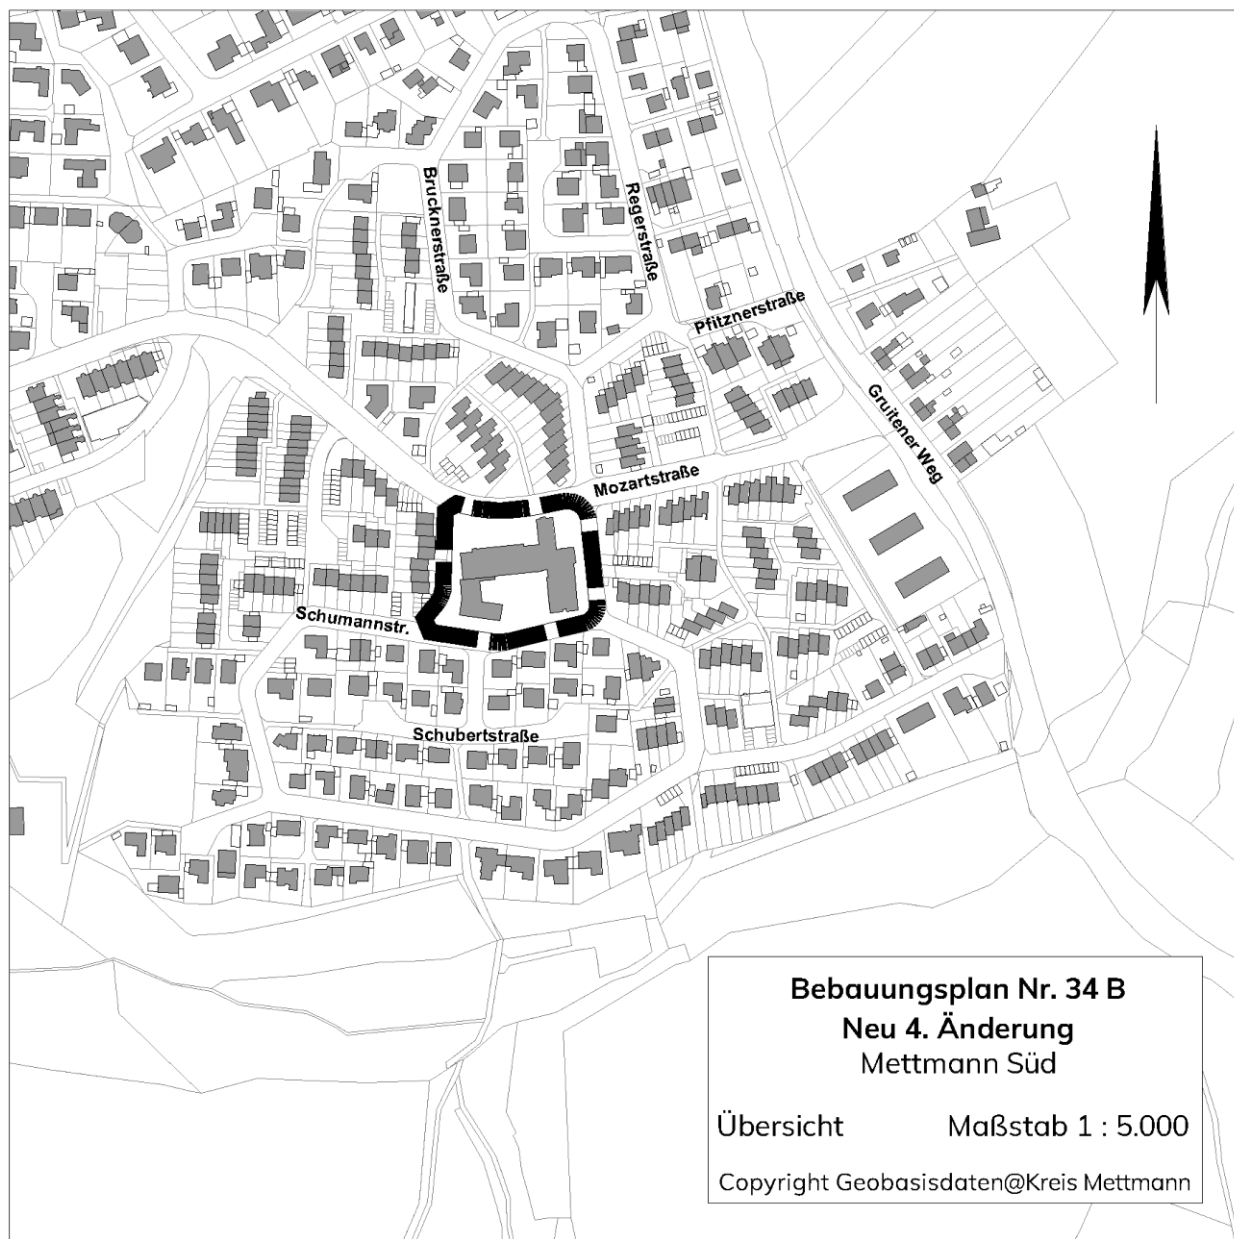 Brucknerstraße
Regerstraße
Pfitznerstraße
Gruitener Weg
Mozartstraße
Schumannstr.
Schubertstraße
Bebauungsplan Nr. 34 B
Neu 4. Änderung
Mettmann Süd
Übersicht Maßstab 1 : 5.000
Copyright Geobasisdaten@Kreis Mettmann